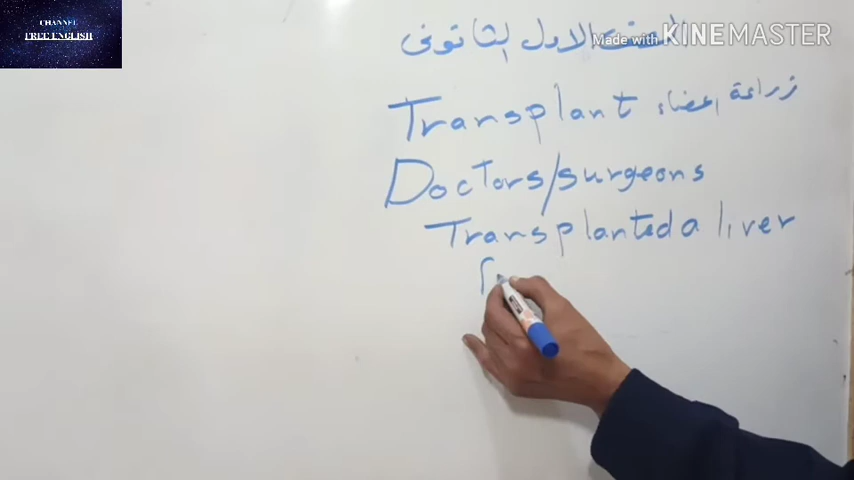 CHANNEL
FREE ENGLISH
الصف الاول الثانوى
Made with KINEMASTER
Transplant زراعة اعضاء
Doctors/surgeons
Transplanted a liver
f